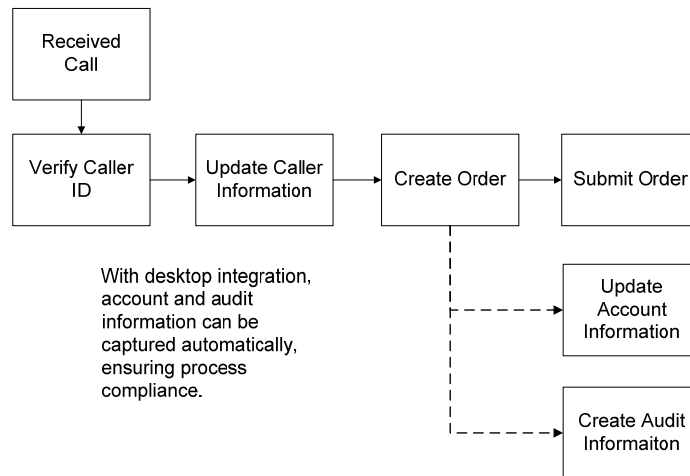 Received
Call
Verify Caller
ID
Update Caller
Information
Create Order
Submit Order
With desktop integration,
account and audit
information can be
captured automatically,
ensuring process
compliance.
Update
Account
Information
Create Audit
Informaiton